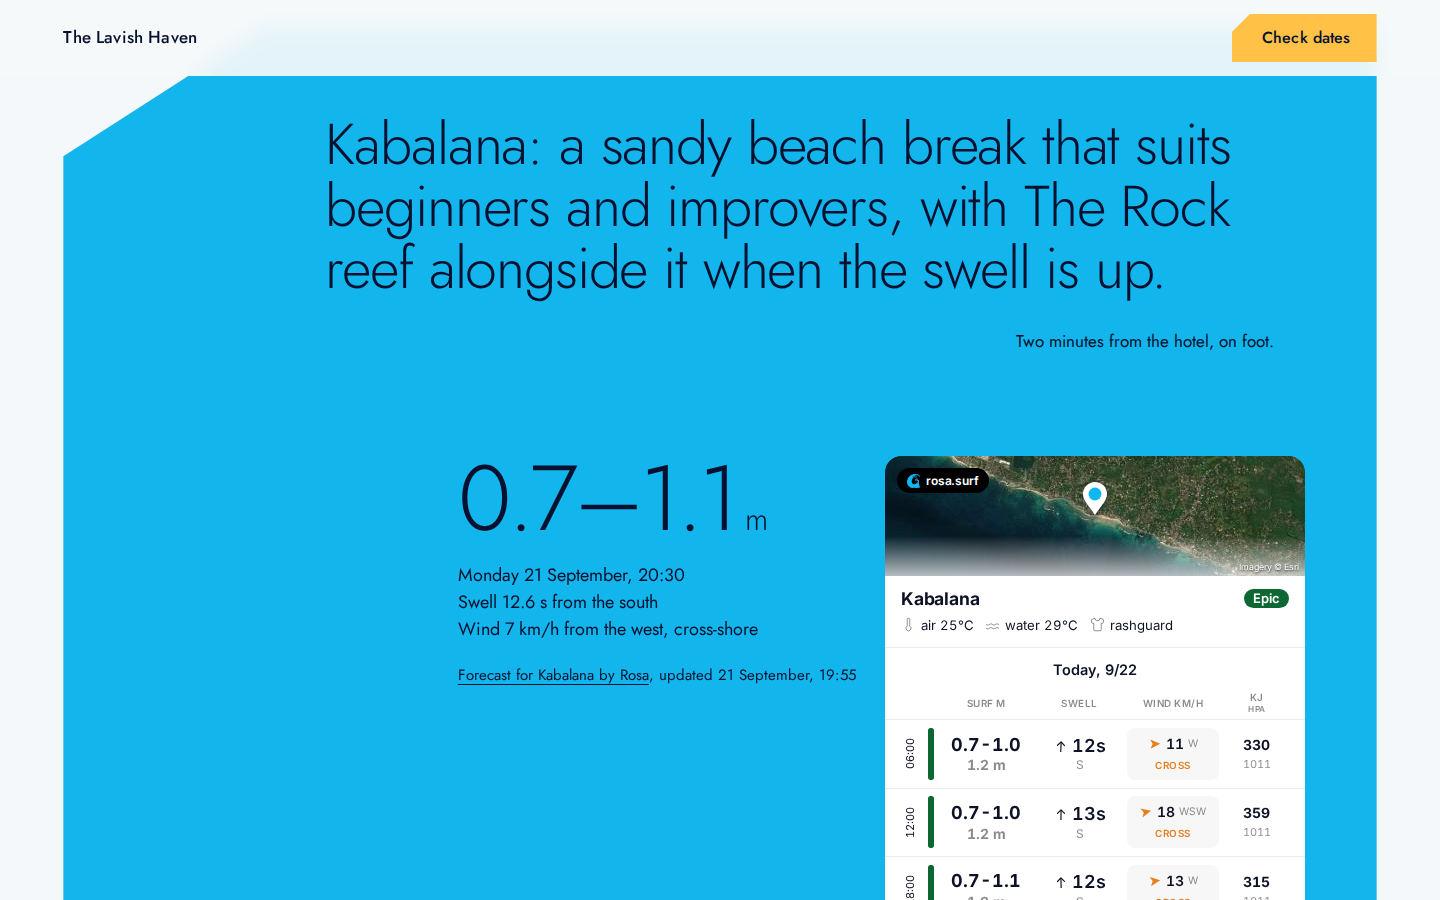 The Lavish Haven
Check dates
Kabalana: a sandy beach break that suits
beginners and improvers, with The Rock
reef alongside it when the swell is up.
Two minutes from the hotel, on foot.
0.7–1.1 m
Monday 21 September, 20:30
Swell 12.6 s from the south
Wind 7 km/h from the west, cross-shore
Forecast for Kabalana by Rosa, updated 21 September, 19:55
rosa.surf
Imagery © Esri
Kabalana
Epic
air 25°C water 29°C rashguard
Today, 9/22
SURF M SWELL WIND KM/H KJ
HPA
06:00 0.7-1.0 12s 11 W 330
1.2 m S CROSS 1011
12:00 0.7-1.0 13s 18 WSW 359
1.2 m S CROSS 1011
0.7-1.1 12s 13 W 315